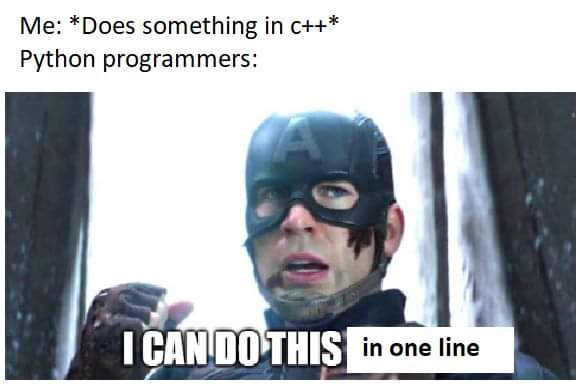 Me: *Does something in c++*
Python programmers:
A
I CAN DO THIS in one line